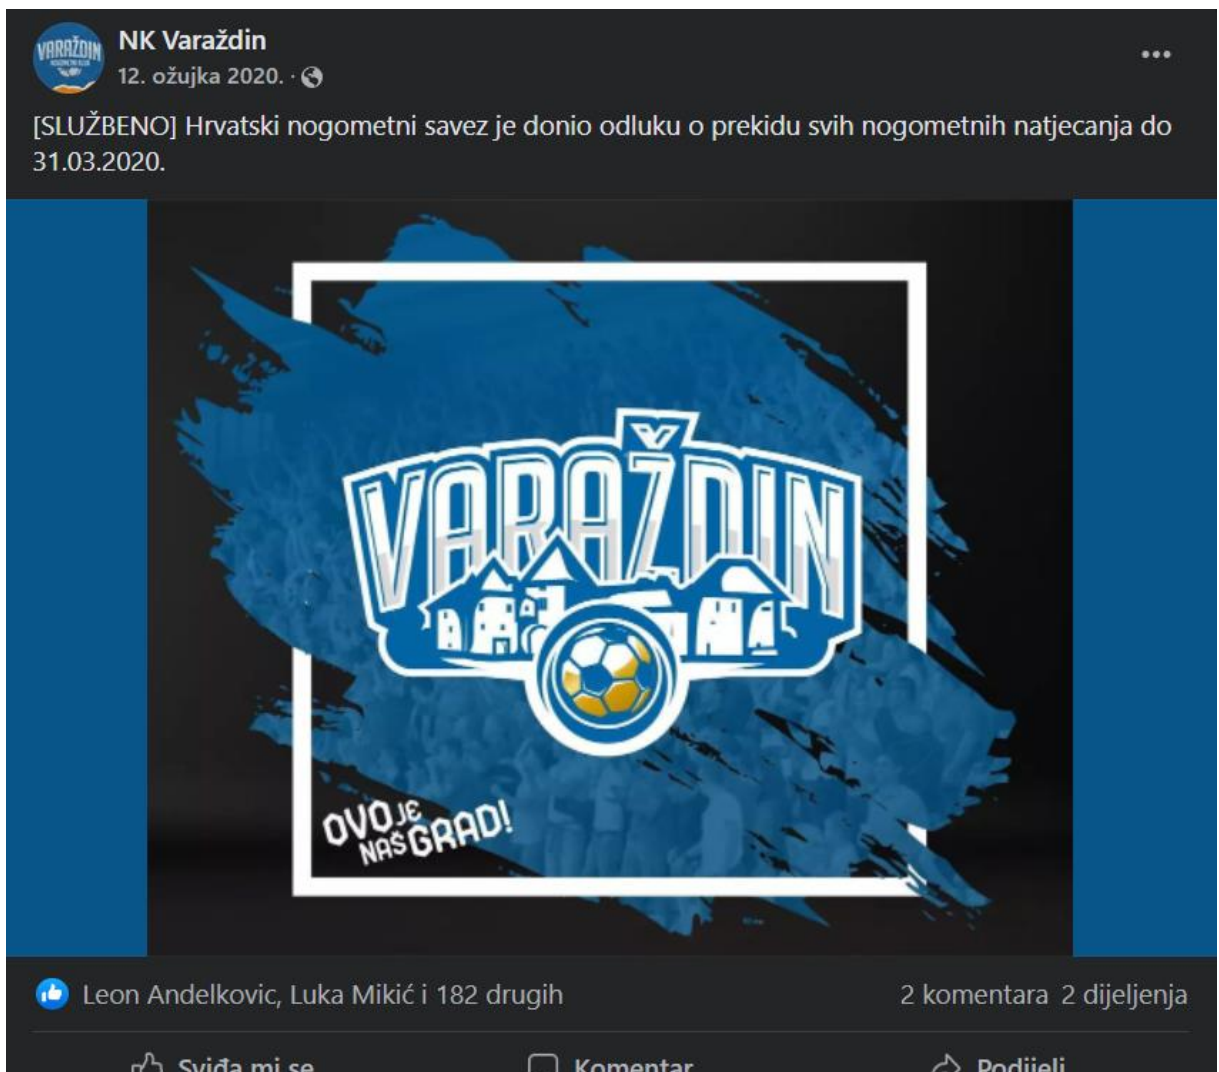 VARAŽDIN
NK Varaždin
12. ožujka 2020. ·
[SLUŽBENO] Hrvatski nogometni savez je donio odluku o prekidu svih nogometnih natjecanja do
31.03.2020.
VARAŽDIN
OVO JE
NAŠ GRAD!
Leon Andelkovic, Luka Mikić i 182 drugih
2 komentara 2 dijeljenja
Sviđa mi se
Komentar
Podijeli